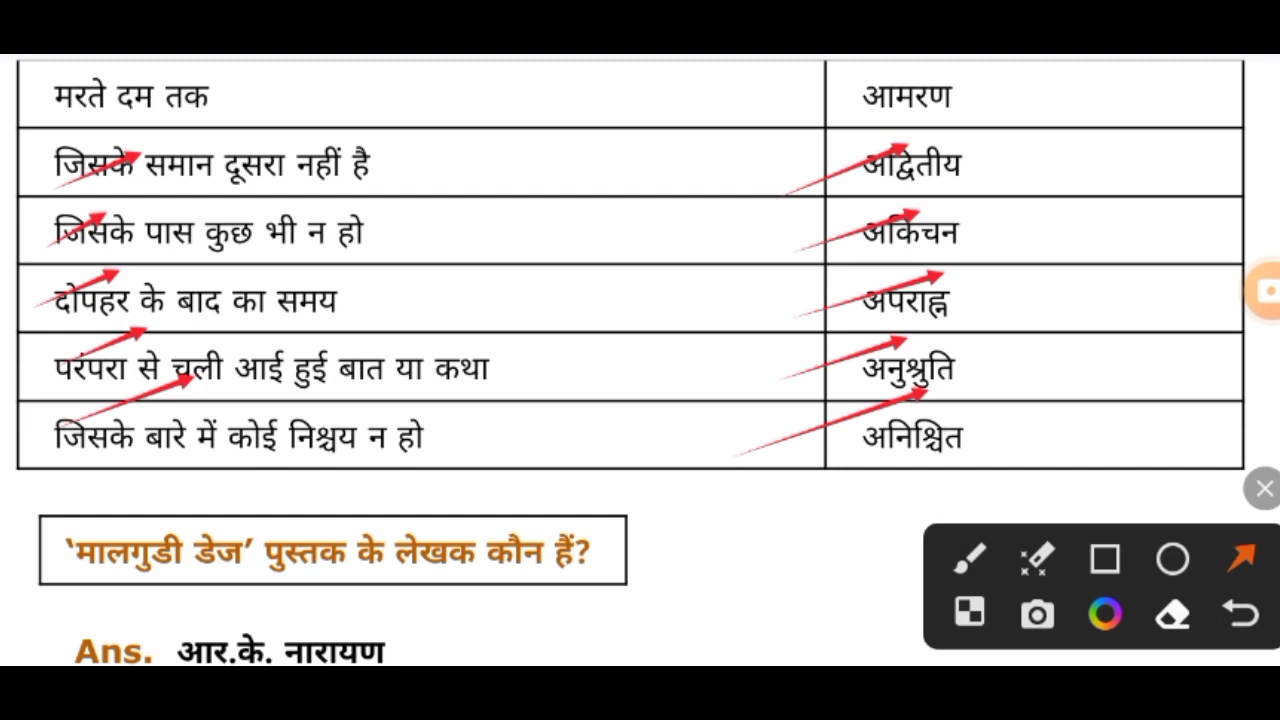 मरते दम तक आमरण
जिसके समान दूसरा नहीं है अद्वितीय
जिसके पास कुछ भी न हो अकिंचन
दोपहर के बाद का समय अपराह्न
परंपरा से चली आई हुई बात या कथा अनुश्रुति
जिसके बारे में कोई निश्चय न हो अनिश्चित
‘मालगुडी डेज’ पुस्तक के लेखक कौन हैं?
Ans. आर.के. नारायण